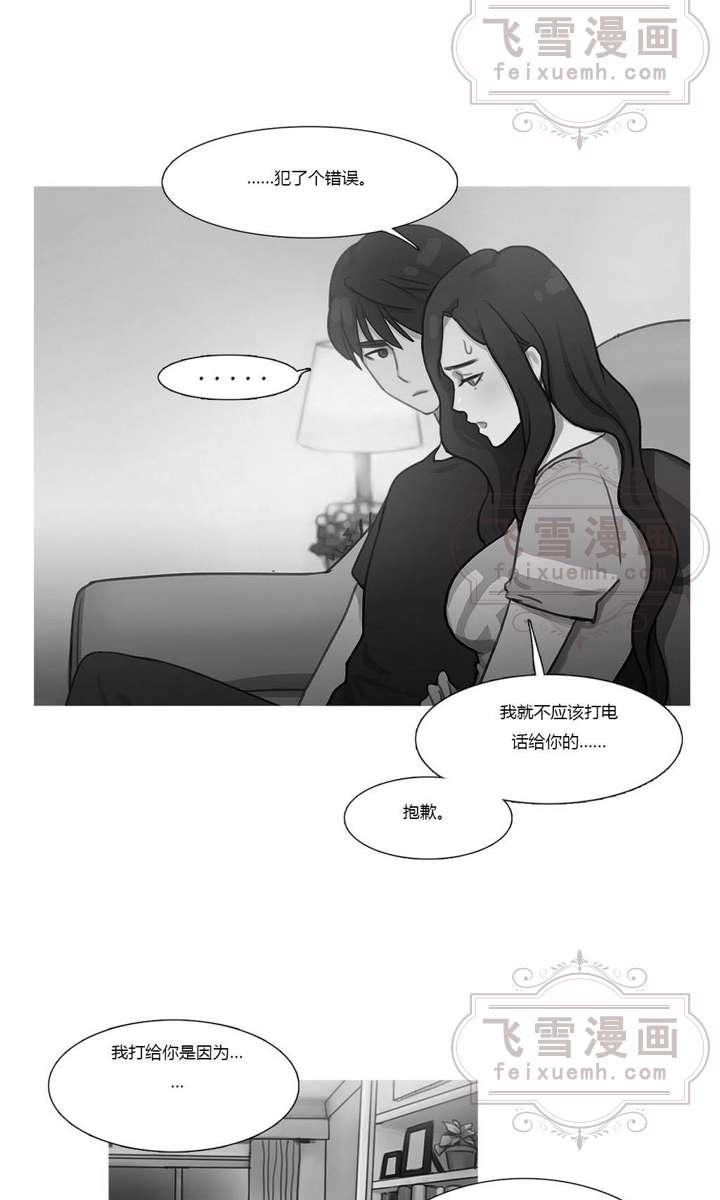 飞雪漫画
feixuemh.com
......犯了个错误。
.....
飞雪漫画
feixuemh.com
我就不应该打电
话给你的......
抱歉。
飞雪漫画
feixuemh.com
我打给你是因为...
...